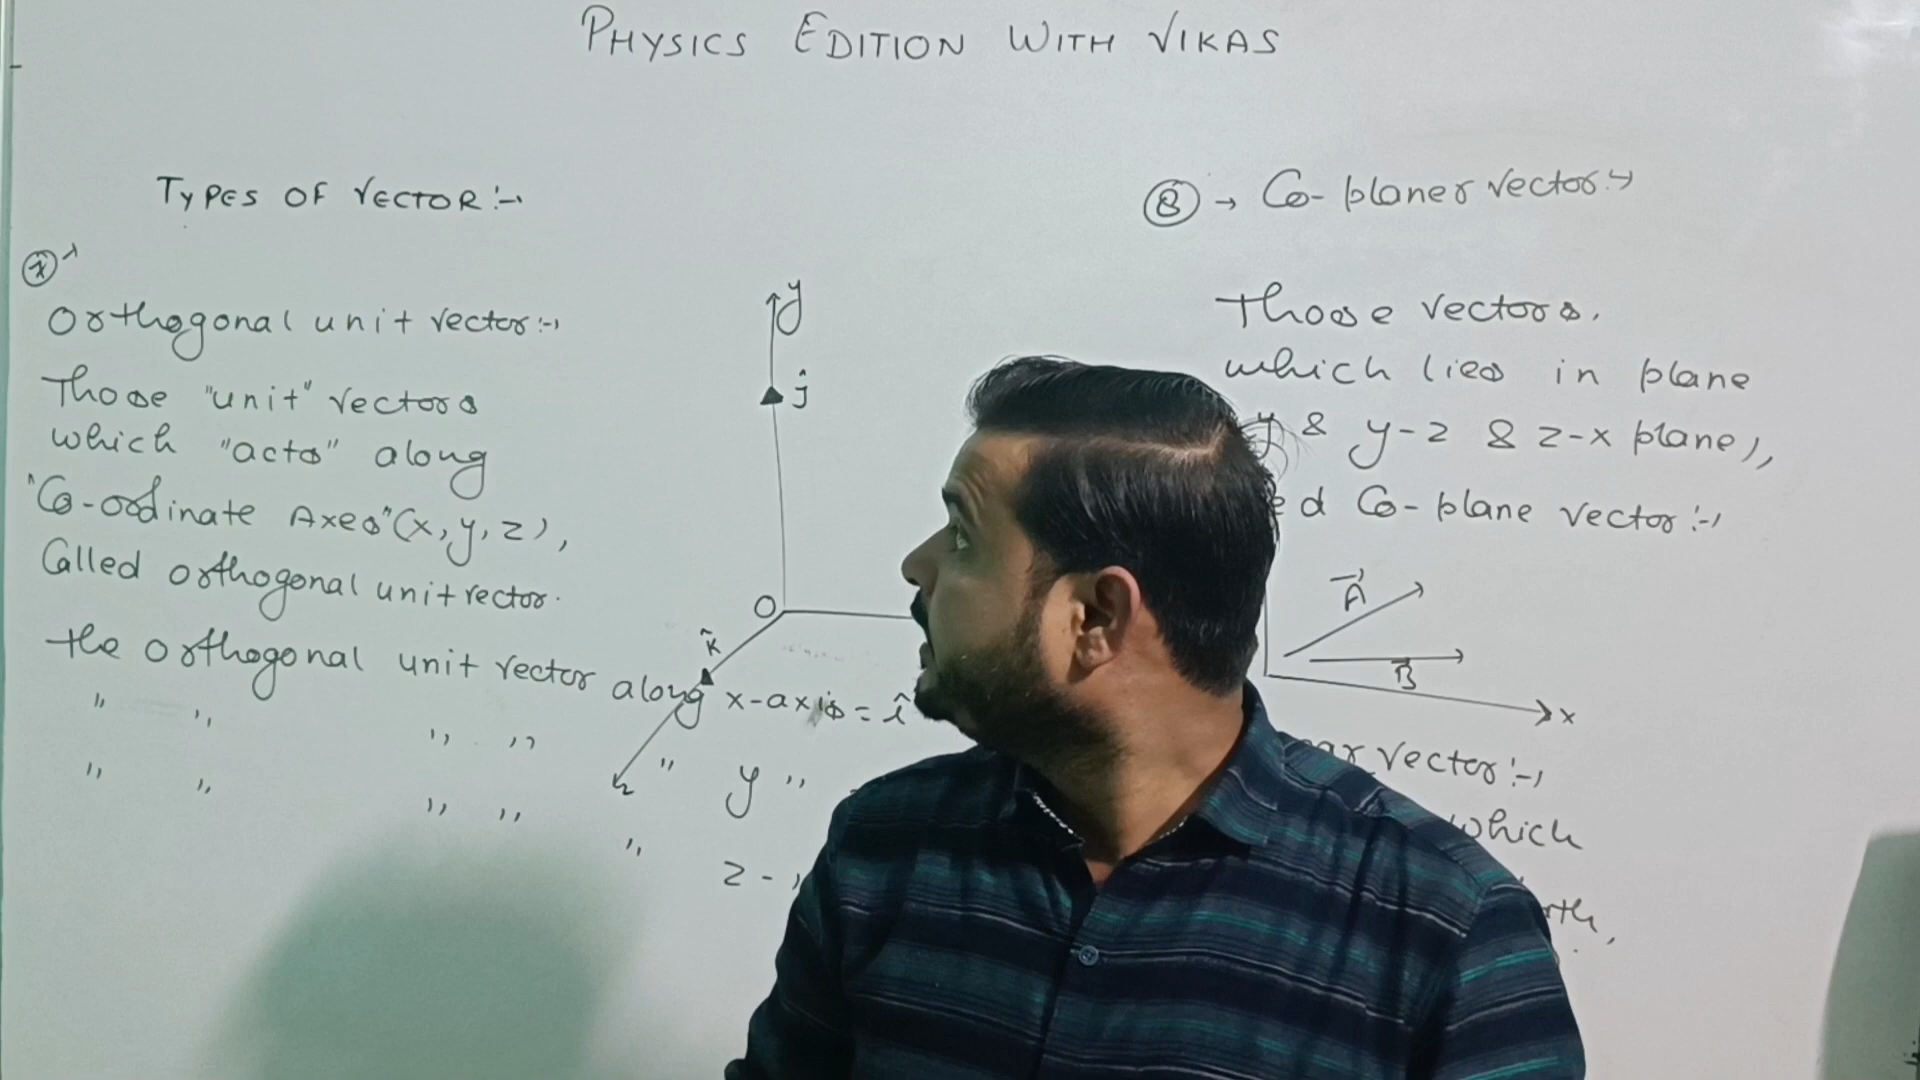 PHYSICS EDITION WITH VIKAS
TYPES OF VECTOR:-
Orthogonal unit vector:-
Those "unit" vectors
which "acts" along
"Co-ordinate Axes"(x, y, z),
Called orthogonal unit vector.
the orthogonal unit vector along x-axis = î
" " " " " y "
" " " " " z - "
y
ĵ
O
k̂
⑧ → Co-planer vector:→
Those vectors.
which lies in plane
y & y-z & z-x plane),
ed Co-plane vector:-
A⃗
B⃗
x
ar vector:-
which